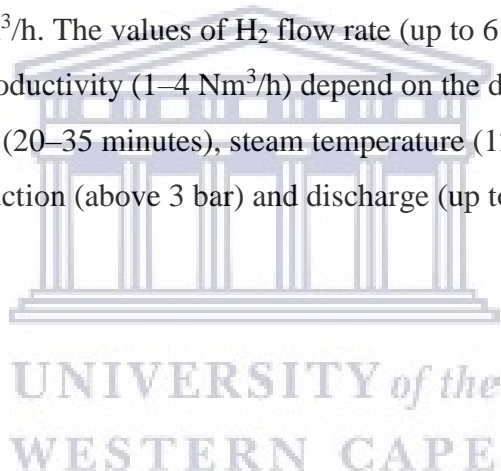 ³/h. The values of H₂ flow rate (up to 6
oductivity (1–4 Nm³/h) depend on the d
(20–35 minutes), steam temperature (1
ction (above 3 bar) and discharge (up to
UNIVERSITY of the
WESTERN CAPE